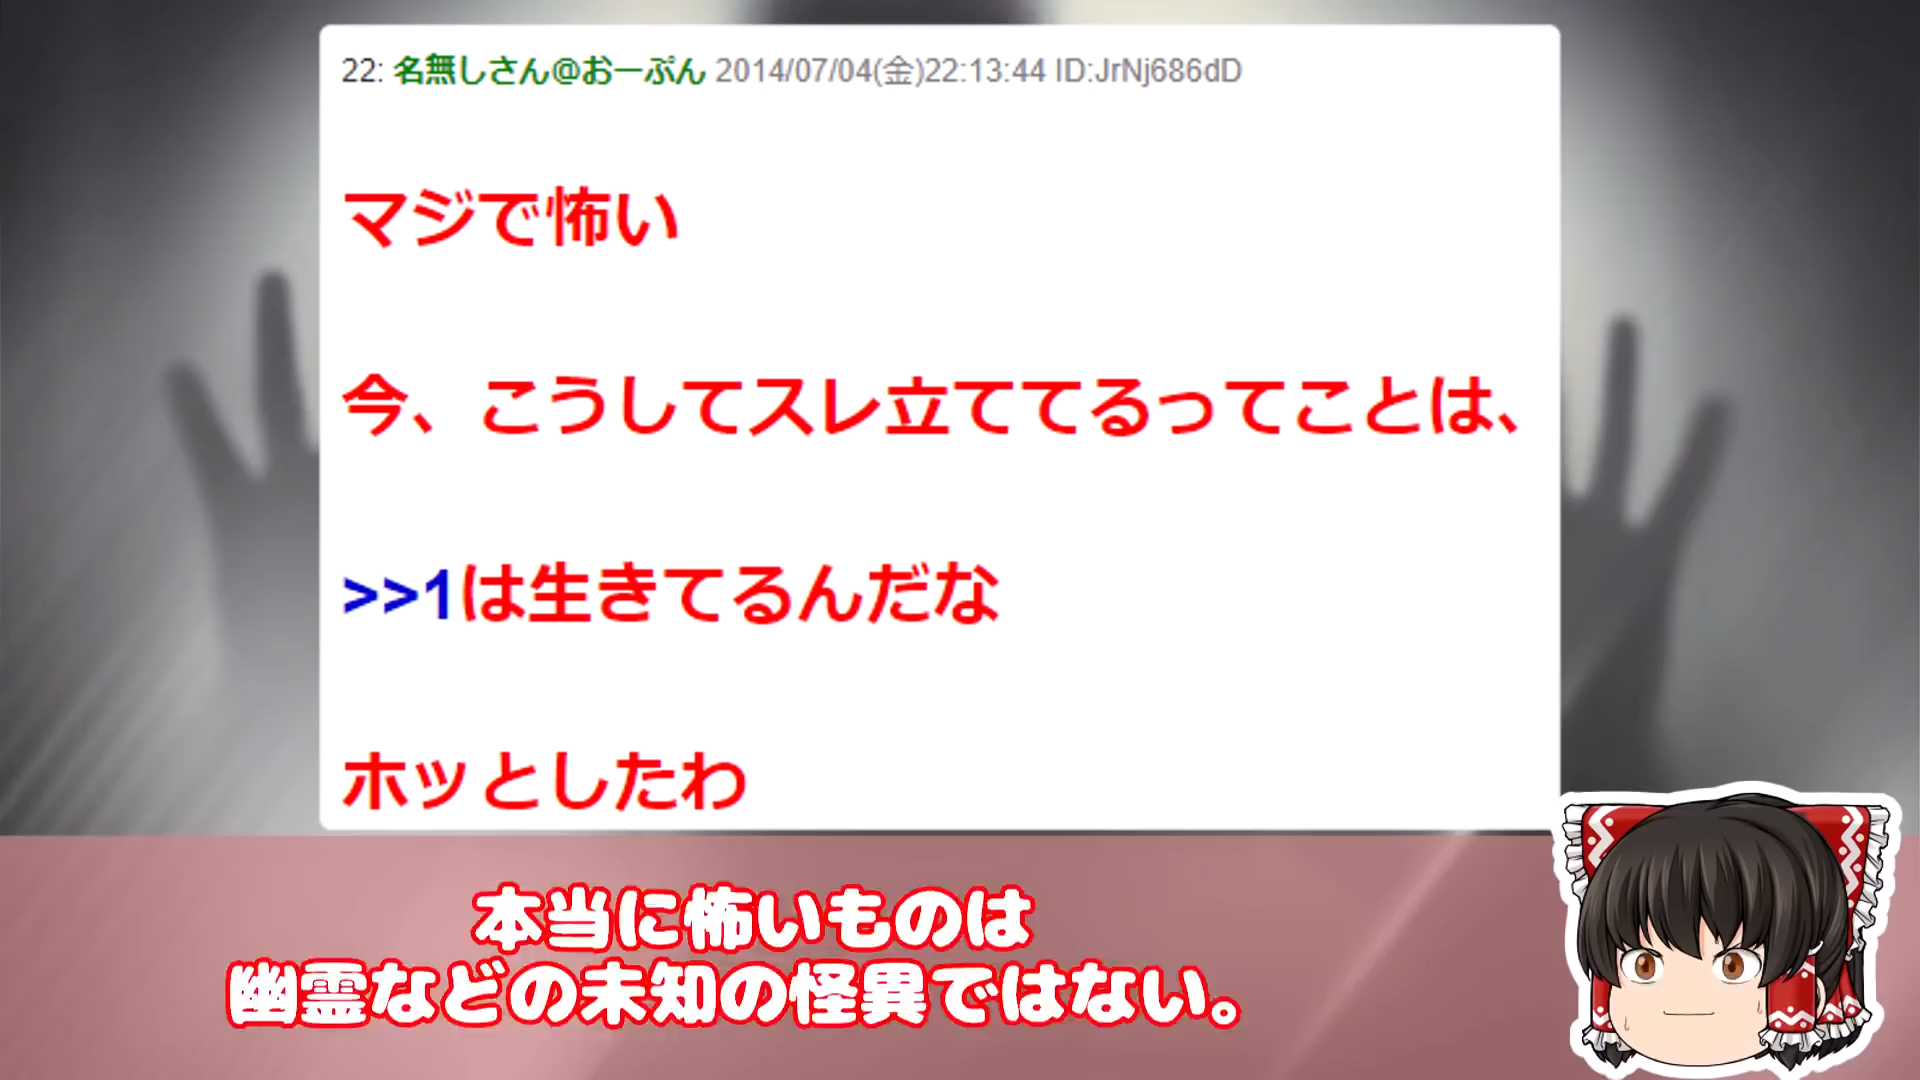 22: 名無しさん@おーぷん 2014/07/04(金)22:13:44 ID:JrNj686dD
マジで怖い
今、こうしてスレ立ててるってことは、
>>1は生きてるんだな
ホッとしたわ
本当に怖いものは
幽霊などの未知の怪異ではない。